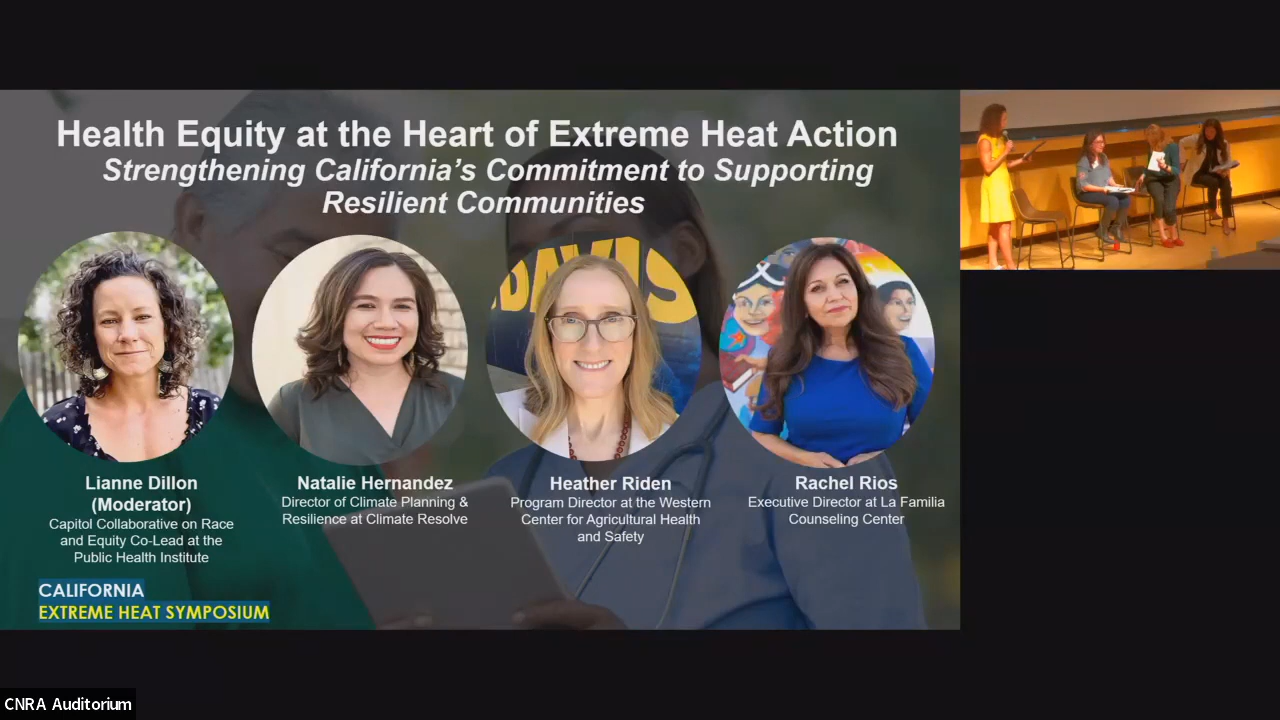 Health Equity at the Heart of Extreme Heat Action
Strengthening California's Commitment to Supporting
Resilient Communities
DAVIS
Lianne Dillon
(Moderator)
Capitol Collaborative on Race
and Equity Co-Lead at the
Public Health Institute
Natalie Hernandez
Director of Climate Planning &
Resilience at Climate Resolve
Heather Riden
Program Director at the Western
Center for Agricultural Health
and Safety
Rachel Rios
Executive Director at La Familia
Counseling Center
CALIFORNIA
EXTREME HEAT SYMPOSIUM
CNRA Auditorium